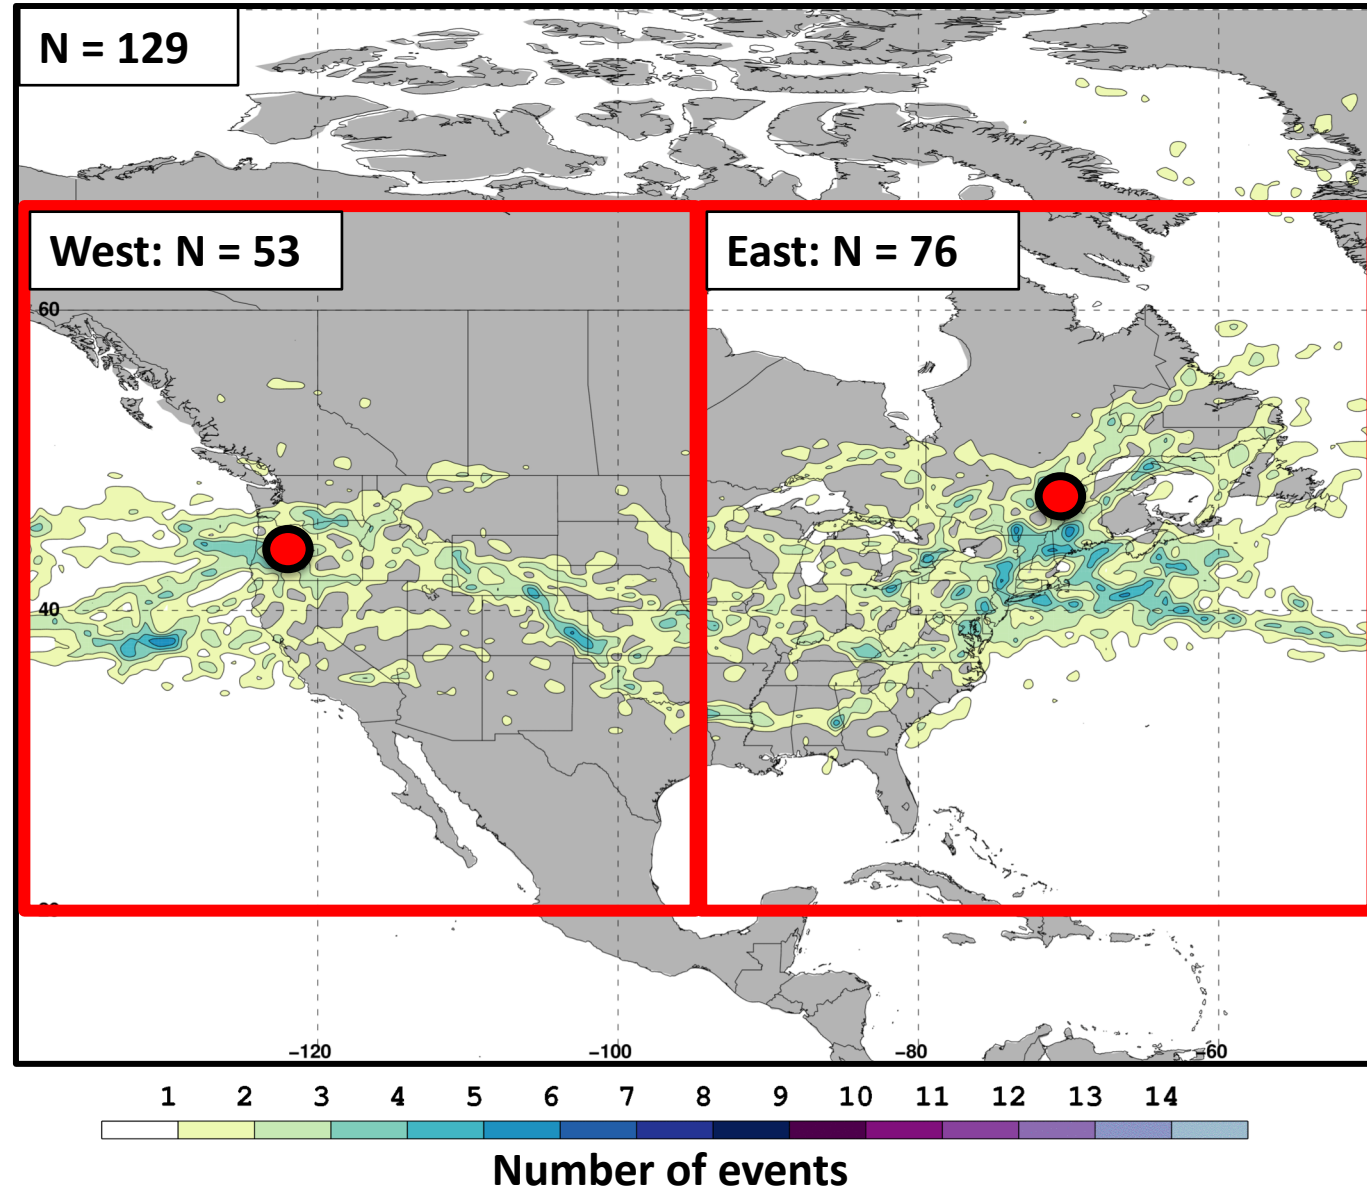 N = 129
West: N = 53
East: N = 76
60
40
-120 -100 -80 -60
1 2 3 4 5 6 7 8 9 10 11 12 13 14
Number of events